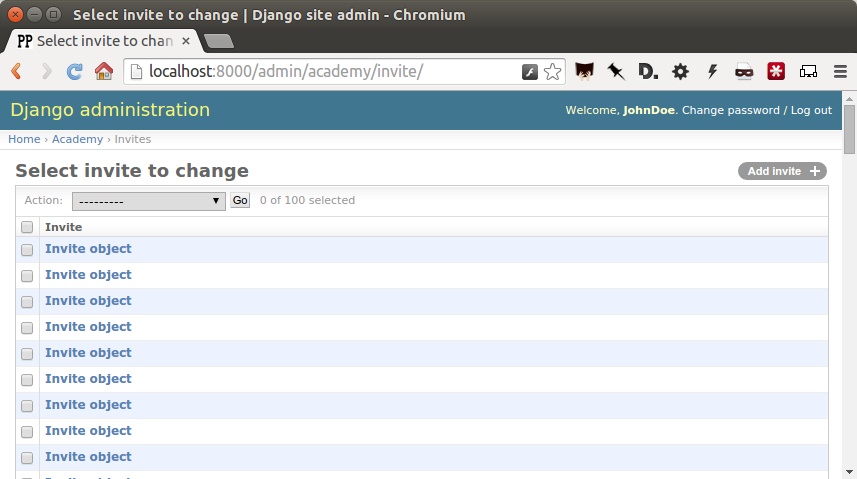 Select invite to change | Django site admin - Chromium
PP Select invite to chan
localhost:8000/admin/academy/invite/
D.
Django administration
Welcome, JohnDoe. Change password / Log out
Home › Academy › Invites
Select invite to change
Add invite +
Action: --------- Go 0 of 100 selected
Invite
Invite object
Invite object
Invite object
Invite object
Invite object
Invite object
Invite object
Invite object
Invite object